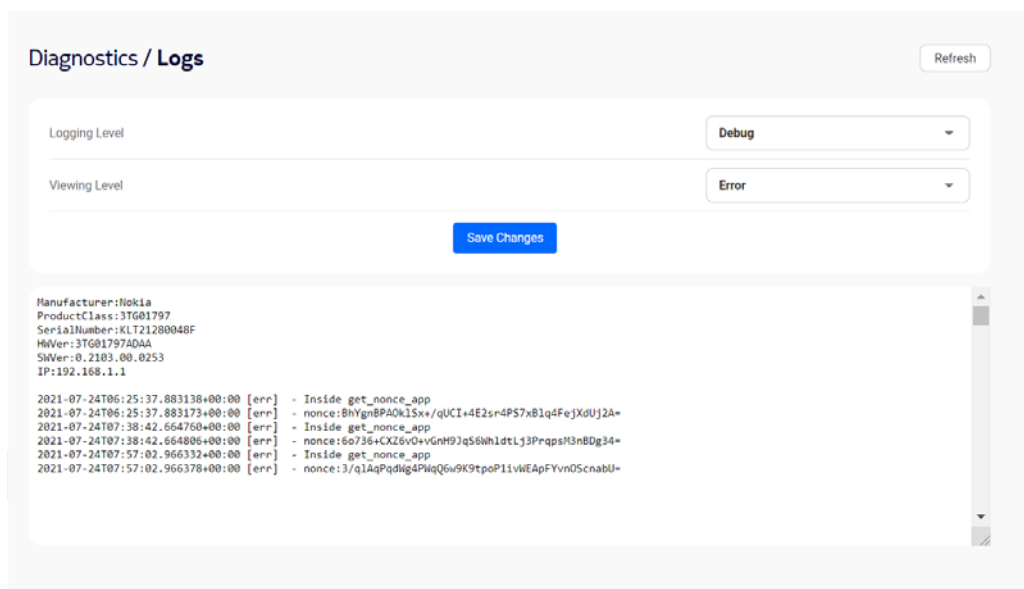 Diagnostics / Logs
Refresh
Logging Level
Debug
Viewing Level
Error
Save Changes
Manufacturer:Nokia
ProductClass:3TG01797
SerialNumber:KLT21280048F
HWVer:3TG01797ADAA
SWVer:0.2103.00.0253
IP:192.168.1.1
2021-07-24T06:25:37.883138+00:00 [err] - Inside get_nonce_app
2021-07-24T06:25:37.883173+00:00 [err] - nonce:BhYgnBPAOklSx+/qUCI+4E2sr4PS7xBlq4FejXdUj2A=
2021-07-24T07:38:42.664760+00:00 [err] - Inside get_nonce_app
2021-07-24T07:38:42.664806+00:00 [err] - nonce:6o736+CXZ6vO+vGnH9JqS6WhldtLj3PrqpsM3nBDg34=
2021-07-24T07:57:02.966332+00:00 [err] - Inside get_nonce_app
2021-07-24T07:57:02.966378+00:00 [err] - nonce:3/qlAqPqdWg4PWqQ6w9K9tpoP1ivWEApFYvnOScnabU=